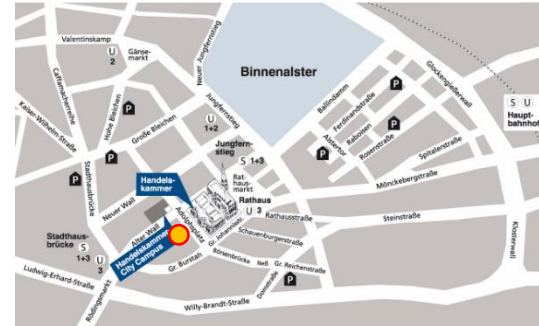 Valentinskamp
U
2
Gänse-
markt
Neuer Jungfernstieg
Binnenalster
Glockengießerwall
Caffamacherreihe
Kaiser-Wilhelm-Straße
Hohe Bleichen
P
Große Bleichen
Jungfernstieg
U
1+2
Ballindamm
Ferdinandstraße
P
P
Alstertor
Raboisen
Rosenstraße
P
S U
Haupt-
bahnhof
Jungfern-
stieg
S 1+3
Spitalerstraße
P
P
Stadthausbrücke
Handels-
kammer
Rat-
haus-
markt
Mönckebergstraße
Neuer Wall
Rathaus
U 3
Rathausstraße
Steinstraße
Alter Wall
Adolphsplatz
Gr. Johannisstr.
Schauenburgerstraße
Klosterwall
Stadthaus-
brücke
S
1+3
U
3
Handelskammer
City Campus
Gr. Burstah
Börsenbrücke
Neß
Gr. Reichenstraße
P
Ludwig-Erhard-Straße
Rödingsmarkt
Domstraße
Willy-Brandt-Straße